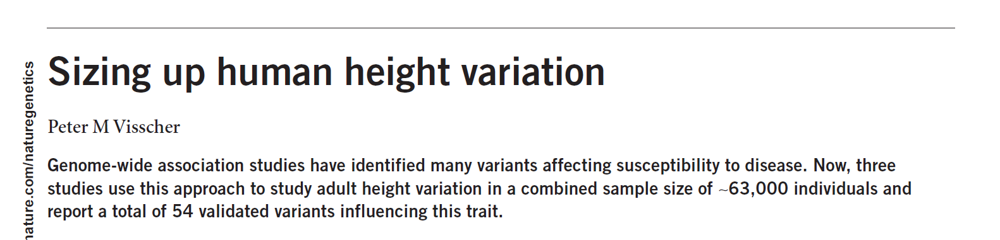 Sizing up human height variation
Peter M Visscher
Genome-wide association studies have identified many variants affecting susceptibility to disease. Now, three
studies use this approach to study adult height variation in a combined sample size of ~63,000 individuals and
report a total of 54 validated variants influencing this trait.
nature.com/naturegenetics